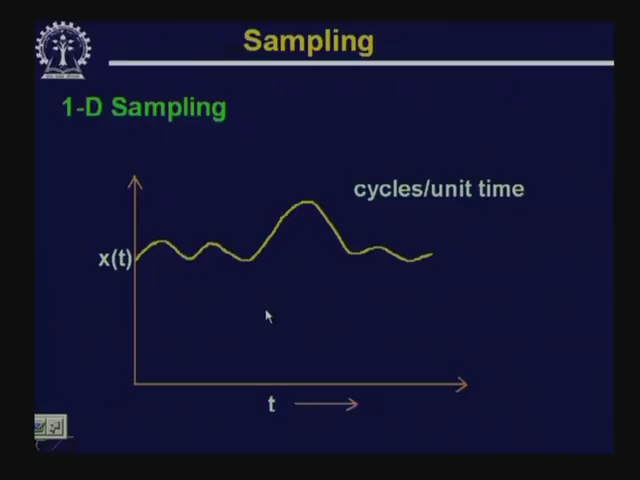 Sampling
1-D Sampling
cycles/unit time
x(t)
t